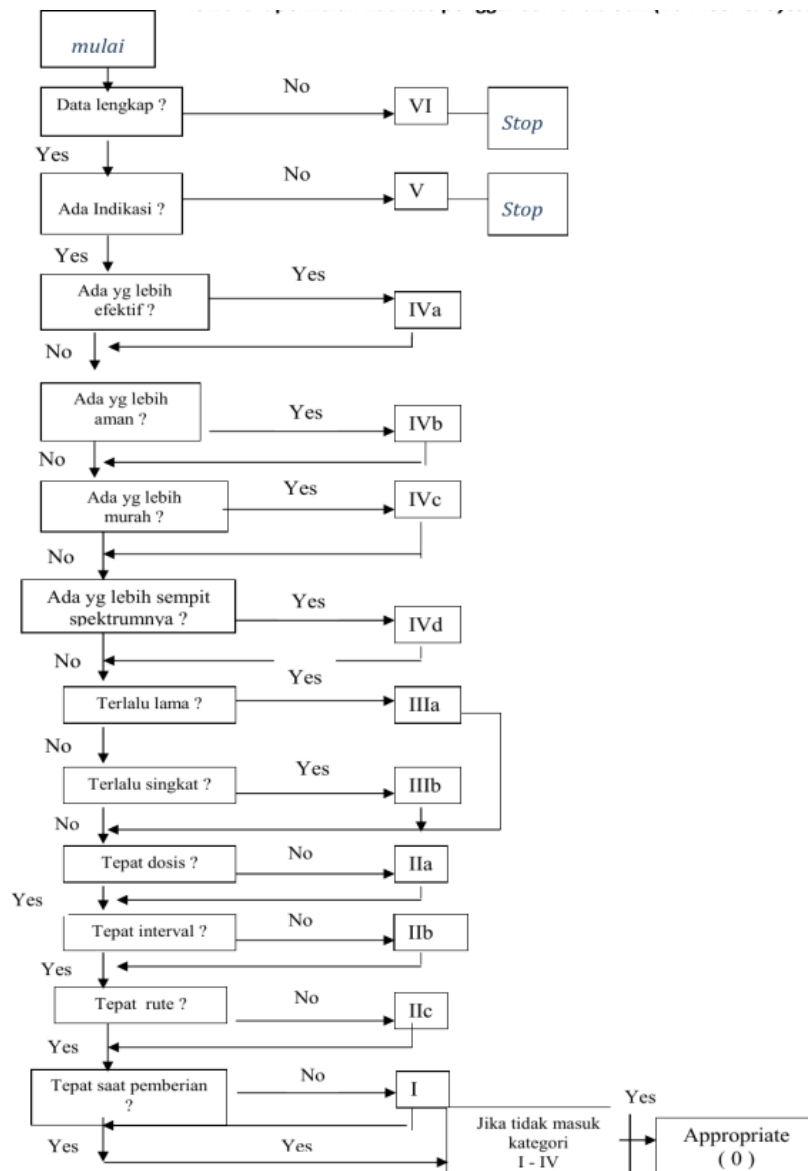 mulai
No
Data lengkap ?
VI
Stop
Yes
No
Ada Indikasi ?
V
Stop
Yes
Yes
Ada yg lebih
efektif ?
IVa
No
Ada yg lebih
aman ?
Yes
IVb
No
Ada yg lebih
murah ?
Yes
IVc
No
Ada yg lebih sempit
spektrumnya ?
Yes
IVd
No
Yes
Terlalu lama ?
IIIa
No
Yes
Terlalu singkat ?
IIIb
No
Tepat dosis ?
No
IIa
Yes
Tepat interval ?
No
IIb
Yes
Tepat rute ?
No
IIc
Yes
Tepat saat pemberian
?
No
I
Yes
Yes
Jika tidak masuk
kategori
I - IV
Yes
Appropriate
( 0 )